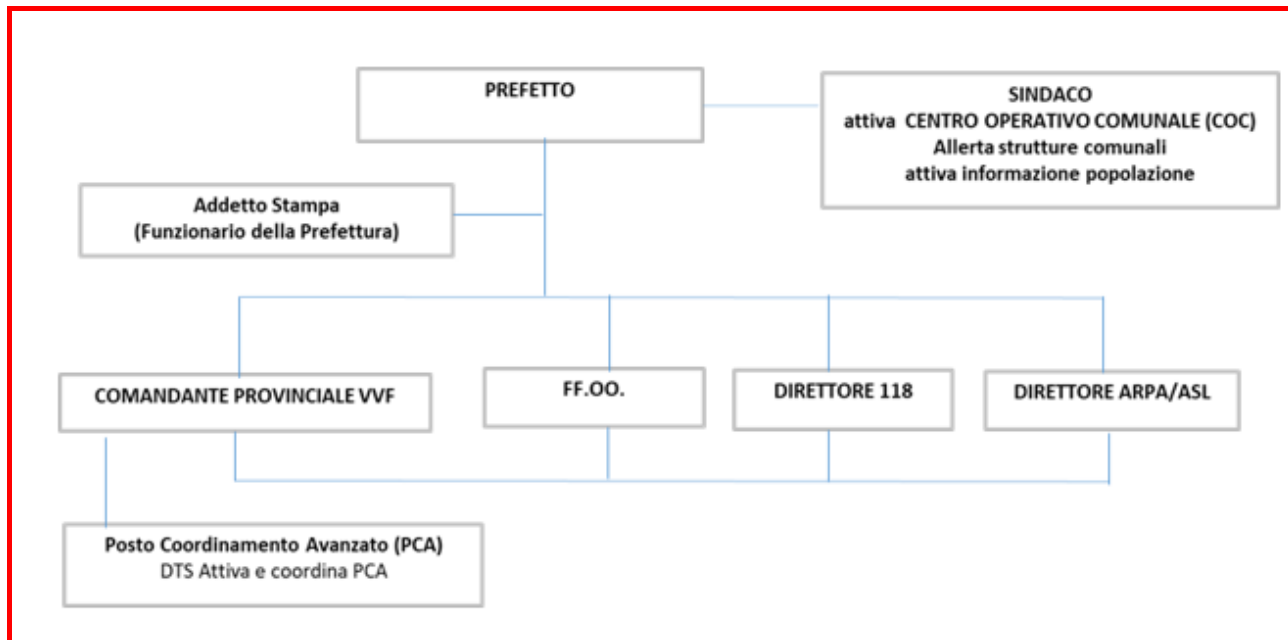 PREFETTO
SINDACO
attiva CENTRO OPERATIVO COMUNALE (COC)
Allerta strutture comunali
attiva informazione popolazione
Addetto Stampa
(Funzionario della Prefettura)
COMANDANTE PROVINCIALE VVF
FF.OO.
DIRETTORE 118
DIRETTORE ARPA/ASL
Posto Coordinamento Avanzato (PCA)
DTS Attiva e coordina PCA